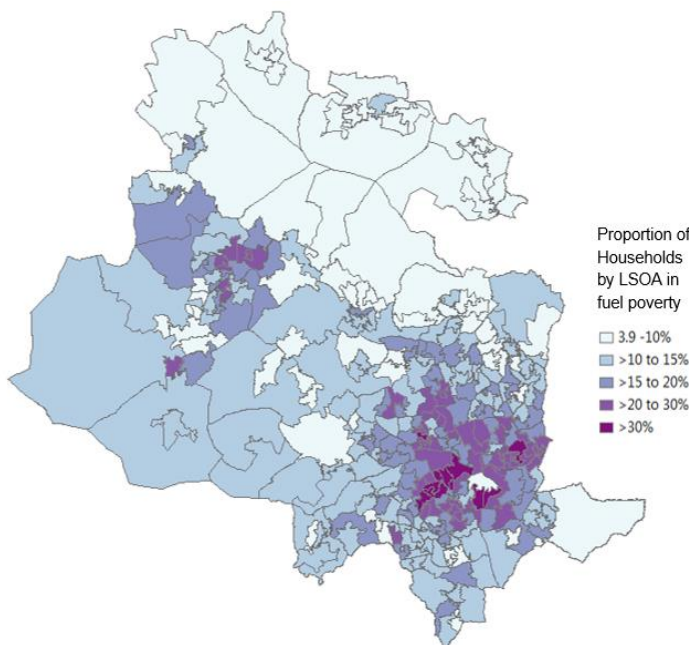 Proportion of
Households
by LSOA in
fuel poverty
3.9 -10%
>10 to 15%
>15 to 20%
>20 to 30%
>30%